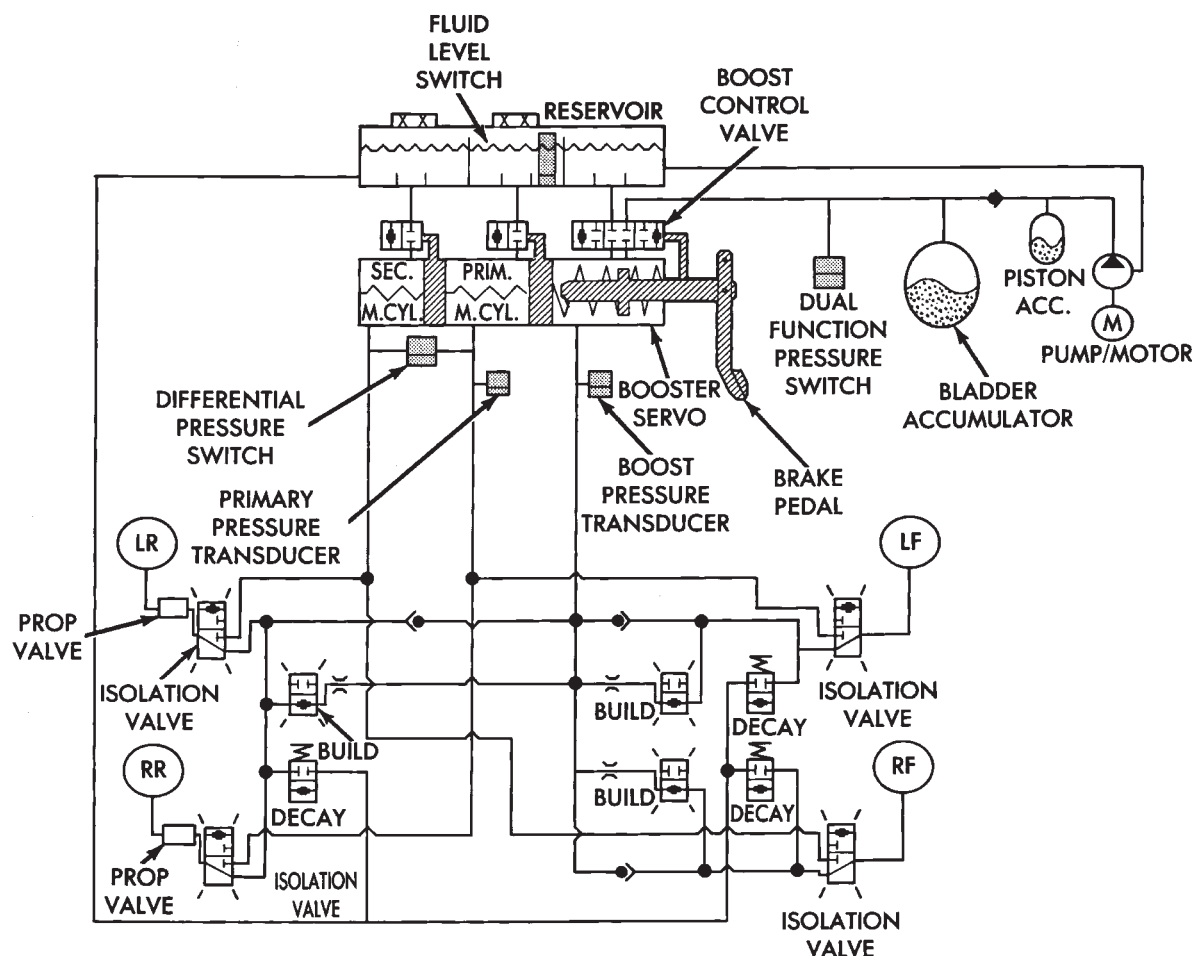 FLUID
LEVEL
SWITCH
RESERVOIR
BOOST
CONTROL
VALVE
SEC.
M.CYL.
PRIM.
M.CYL.
DIFFERENTIAL
PRESSURE
SWITCH
PRIMARY
PRESSURE
TRANSDUCER
BOOSTER
SERVO
BOOST
PRESSURE
TRANSDUCER
BRAKE
PEDAL
DUAL
FUNCTION
PRESSURE
SWITCH
BLADDER
ACCUMULATOR
PISTON
ACC.
M
PUMP/MOTOR
LR
PROP
VALVE
ISOLATION
VALVE
BUILD
DECAY
RR
PROP
VALVE
ISOLATION
VALVE
BUILD
DECAY
BUILD
DECAY
LF
ISOLATION
VALVE
RF
ISOLATION
VALVE